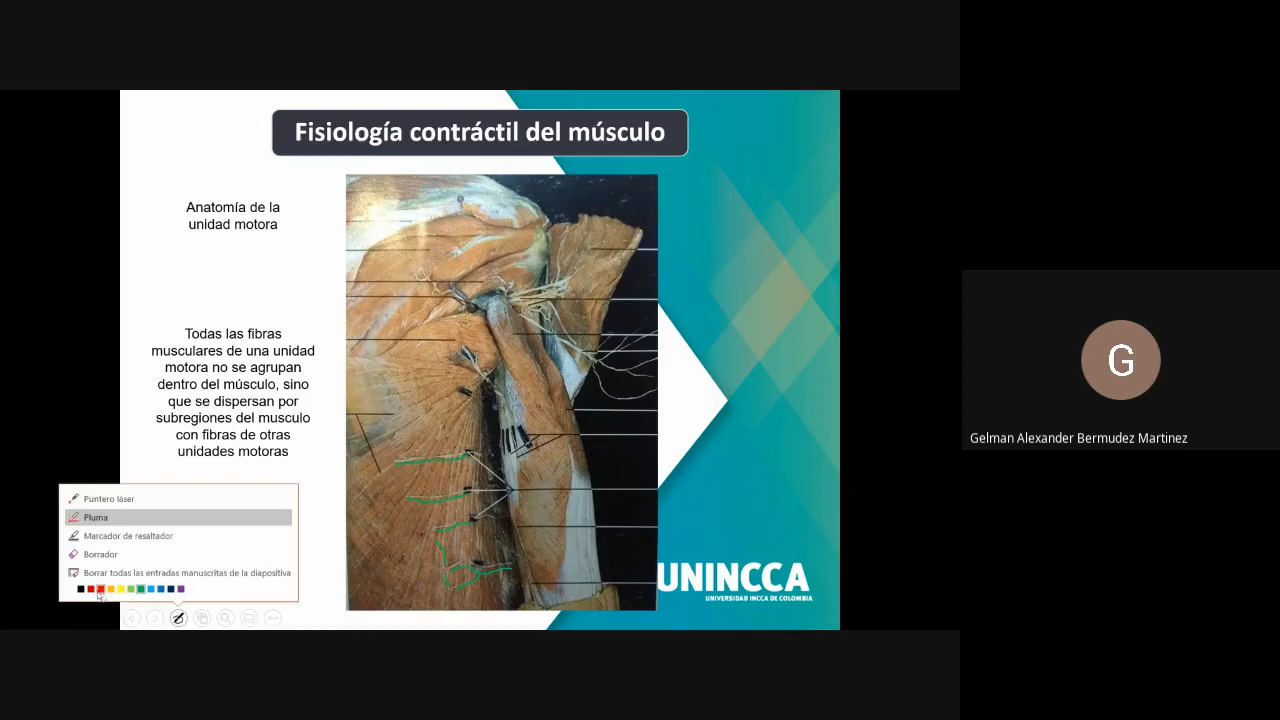 Fisiología contráctil del músculo
Anatomía de la
unidad motora
Todas las fibras
musculares de una unidad
motora no se agrupan
dentro del músculo, sino
que se dispersan por
subregiones del musculo
con fibras de otras
unidades motoras
Puntero láser
Pluma
Marcador de resaltador
Borrador
Borrar todas las entradas manuscritas de la diapositiva
UNINCCA
UNIVERSIDAD INCCA DE COLOMBIA
G
Gelman Alexander Bermudez Martinez